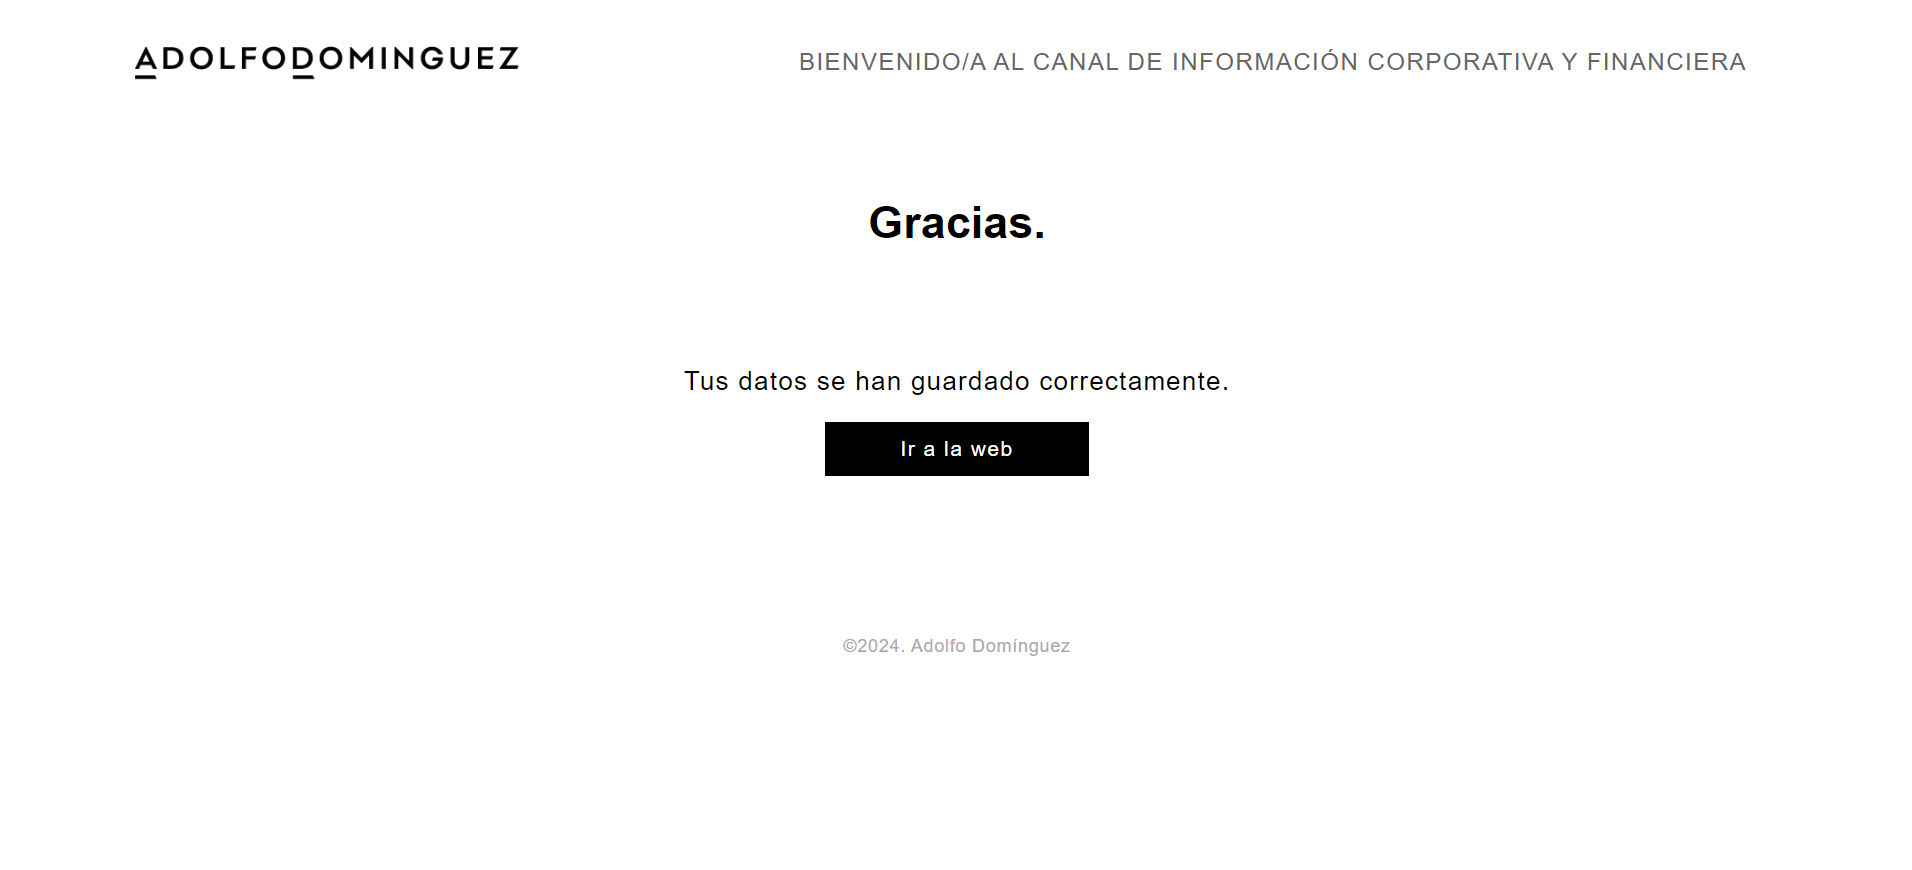 ADOLFODOMINGUEZ
BIENVENIDO/A AL CANAL DE INFORMACIÓN CORPORATIVA Y FINANCIERA
Gracias.
Tus datos se han guardado correctamente.
Ir a la web
©2024. Adolfo Domínguez